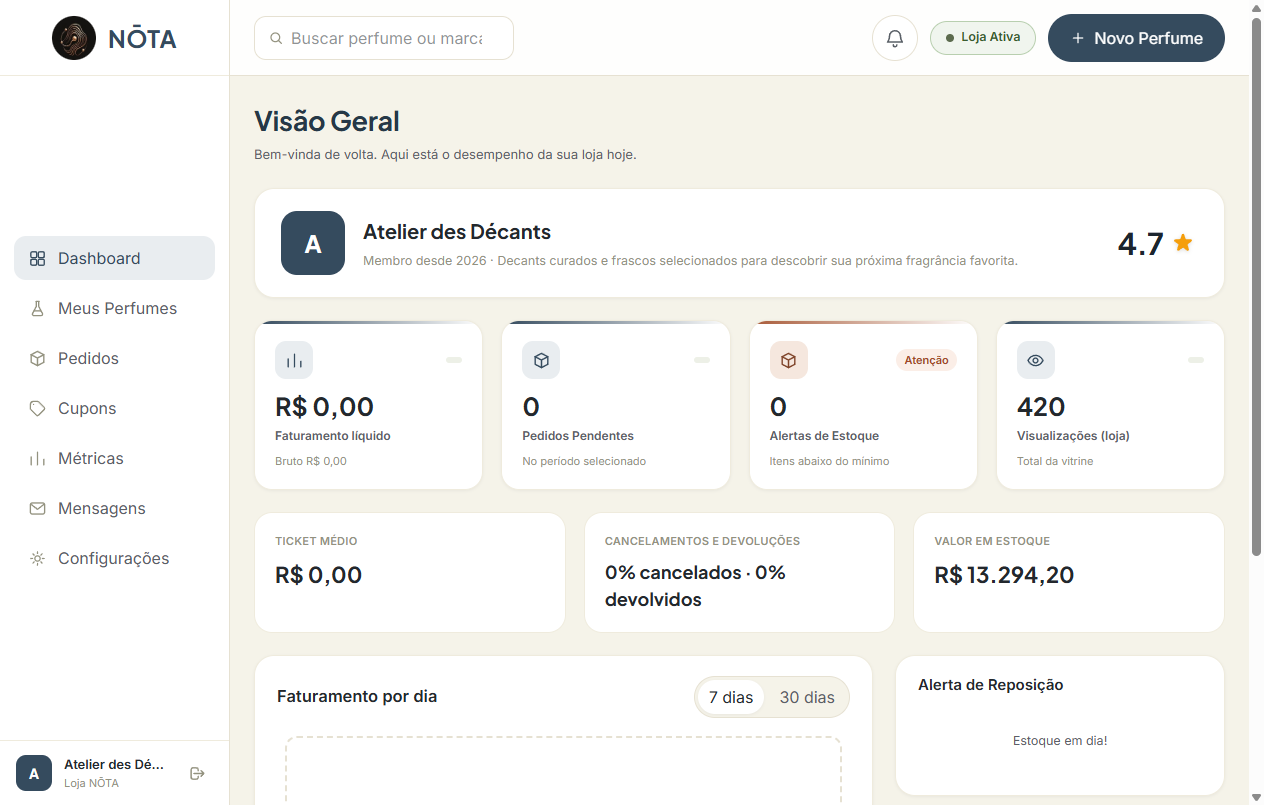 NŌTA
Buscar perfume ou marca
Loja Ativa
+ Novo Perfume
Dashboard
Meus Perfumes
Pedidos
Cupons
Métricas
Mensagens
Configurações
A
Atelier des Dé...
Loja NŌTA
Visão Geral
Bem-vinda de volta. Aqui está o desempenho da sua loja hoje.
A
Atelier des Décants
Membro desde 2026 · Decants curados e frascos selecionados para descobrir sua próxima fragrância favorita.
4.7
R$ 0,00
Faturamento líquido
Bruto R$ 0,00
0
Pedidos Pendentes
No período selecionado
Atenção
0
Alertas de Estoque
Itens abaixo do mínimo
420
Visualizações (loja)
Total da vitrine
TICKET MÉDIO
R$ 0,00
CANCELAMENTOS E DEVOLUÇÕES
0% cancelados · 0%
devolvidos
VALOR EM ESTOQUE
R$ 13.294,20
Faturamento por dia
7 dias
30 dias
Alerta de Reposição
Estoque em dia!